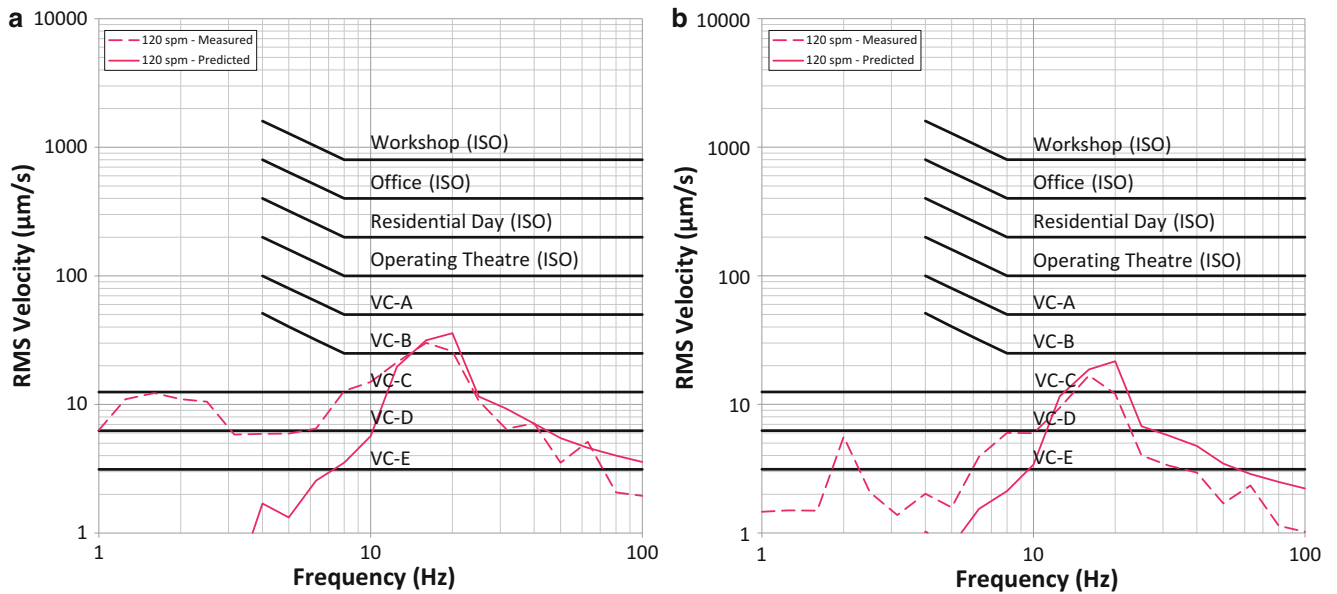 a
120 spm - Measured
120 spm - Predicted
10000
1000
100
10
1
RMS Velocity (µm/s)
Workshop (ISO)
Office (ISO)
Residential Day (ISO)
Operating Theatre (ISO)
VC-A
VC-B
VC-C
VC-D
VC-E
1
10
100
Frequency (Hz)
b
120 spm - Measured
120 spm - Predicted
10000
1000
100
10
1
RMS Velocity (µm/s)
Workshop (ISO)
Office (ISO)
Residential Day (ISO)
Operating Theatre (ISO)
VC-A
VC-B
VC-C
VC-D
VC-E
1
10
100
Frequency (Hz)